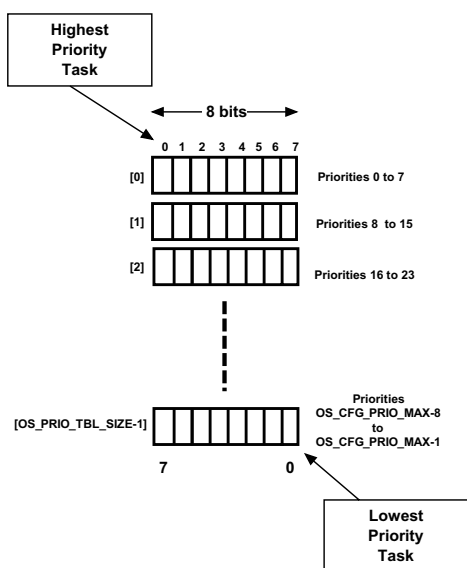 Highest
Priority
Task
8 bits
0 1 2 3 4 5 6 7
[0] Priorities 0 to 7
[1] Priorities 8 to 15
[2] Priorities 16 to 23
Priorities
OS_CFG_PRIO_MAX-8
[OS_PRIO_TBL_SIZE-1] to
OS_CFG_PRIO_MAX-1
7 0
Lowest
Priority
Task